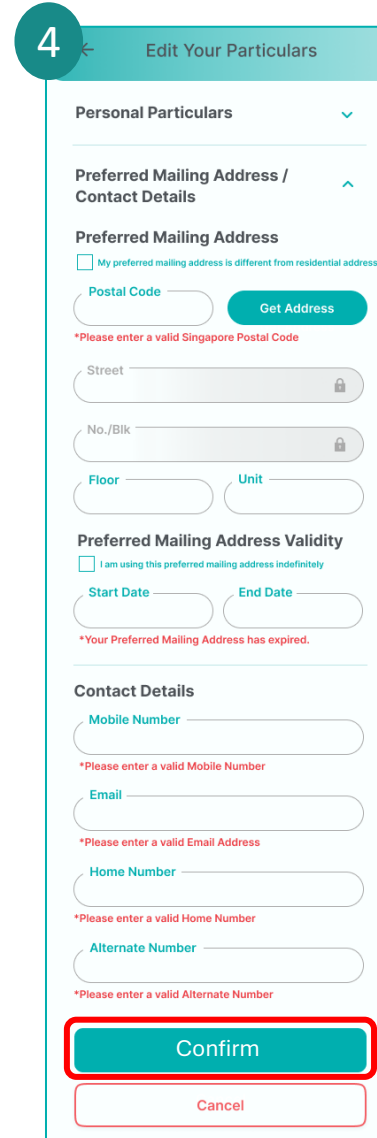 4
Edit Your Particulars
Personal Particulars
Preferred Mailing Address /
Contact Details
Preferred Mailing Address
My preferred mailing address is different from residential address
Postal Code
Get Address
*Please enter a valid Singapore Postal Code
Street
No./Blk
Floor
Unit
Preferred Mailing Address Validity
I am using this preferred mailing address indefinitely
Start Date
End Date
*Your Preferred Mailing Address has expired.
Contact Details
Mobile Number
*Please enter a valid Mobile Number
Email
*Please enter a valid Email Address
Home Number
*Please enter a valid Home Number
Alternate Number
*Please enter a valid Alternate Number
Confirm
Cancel